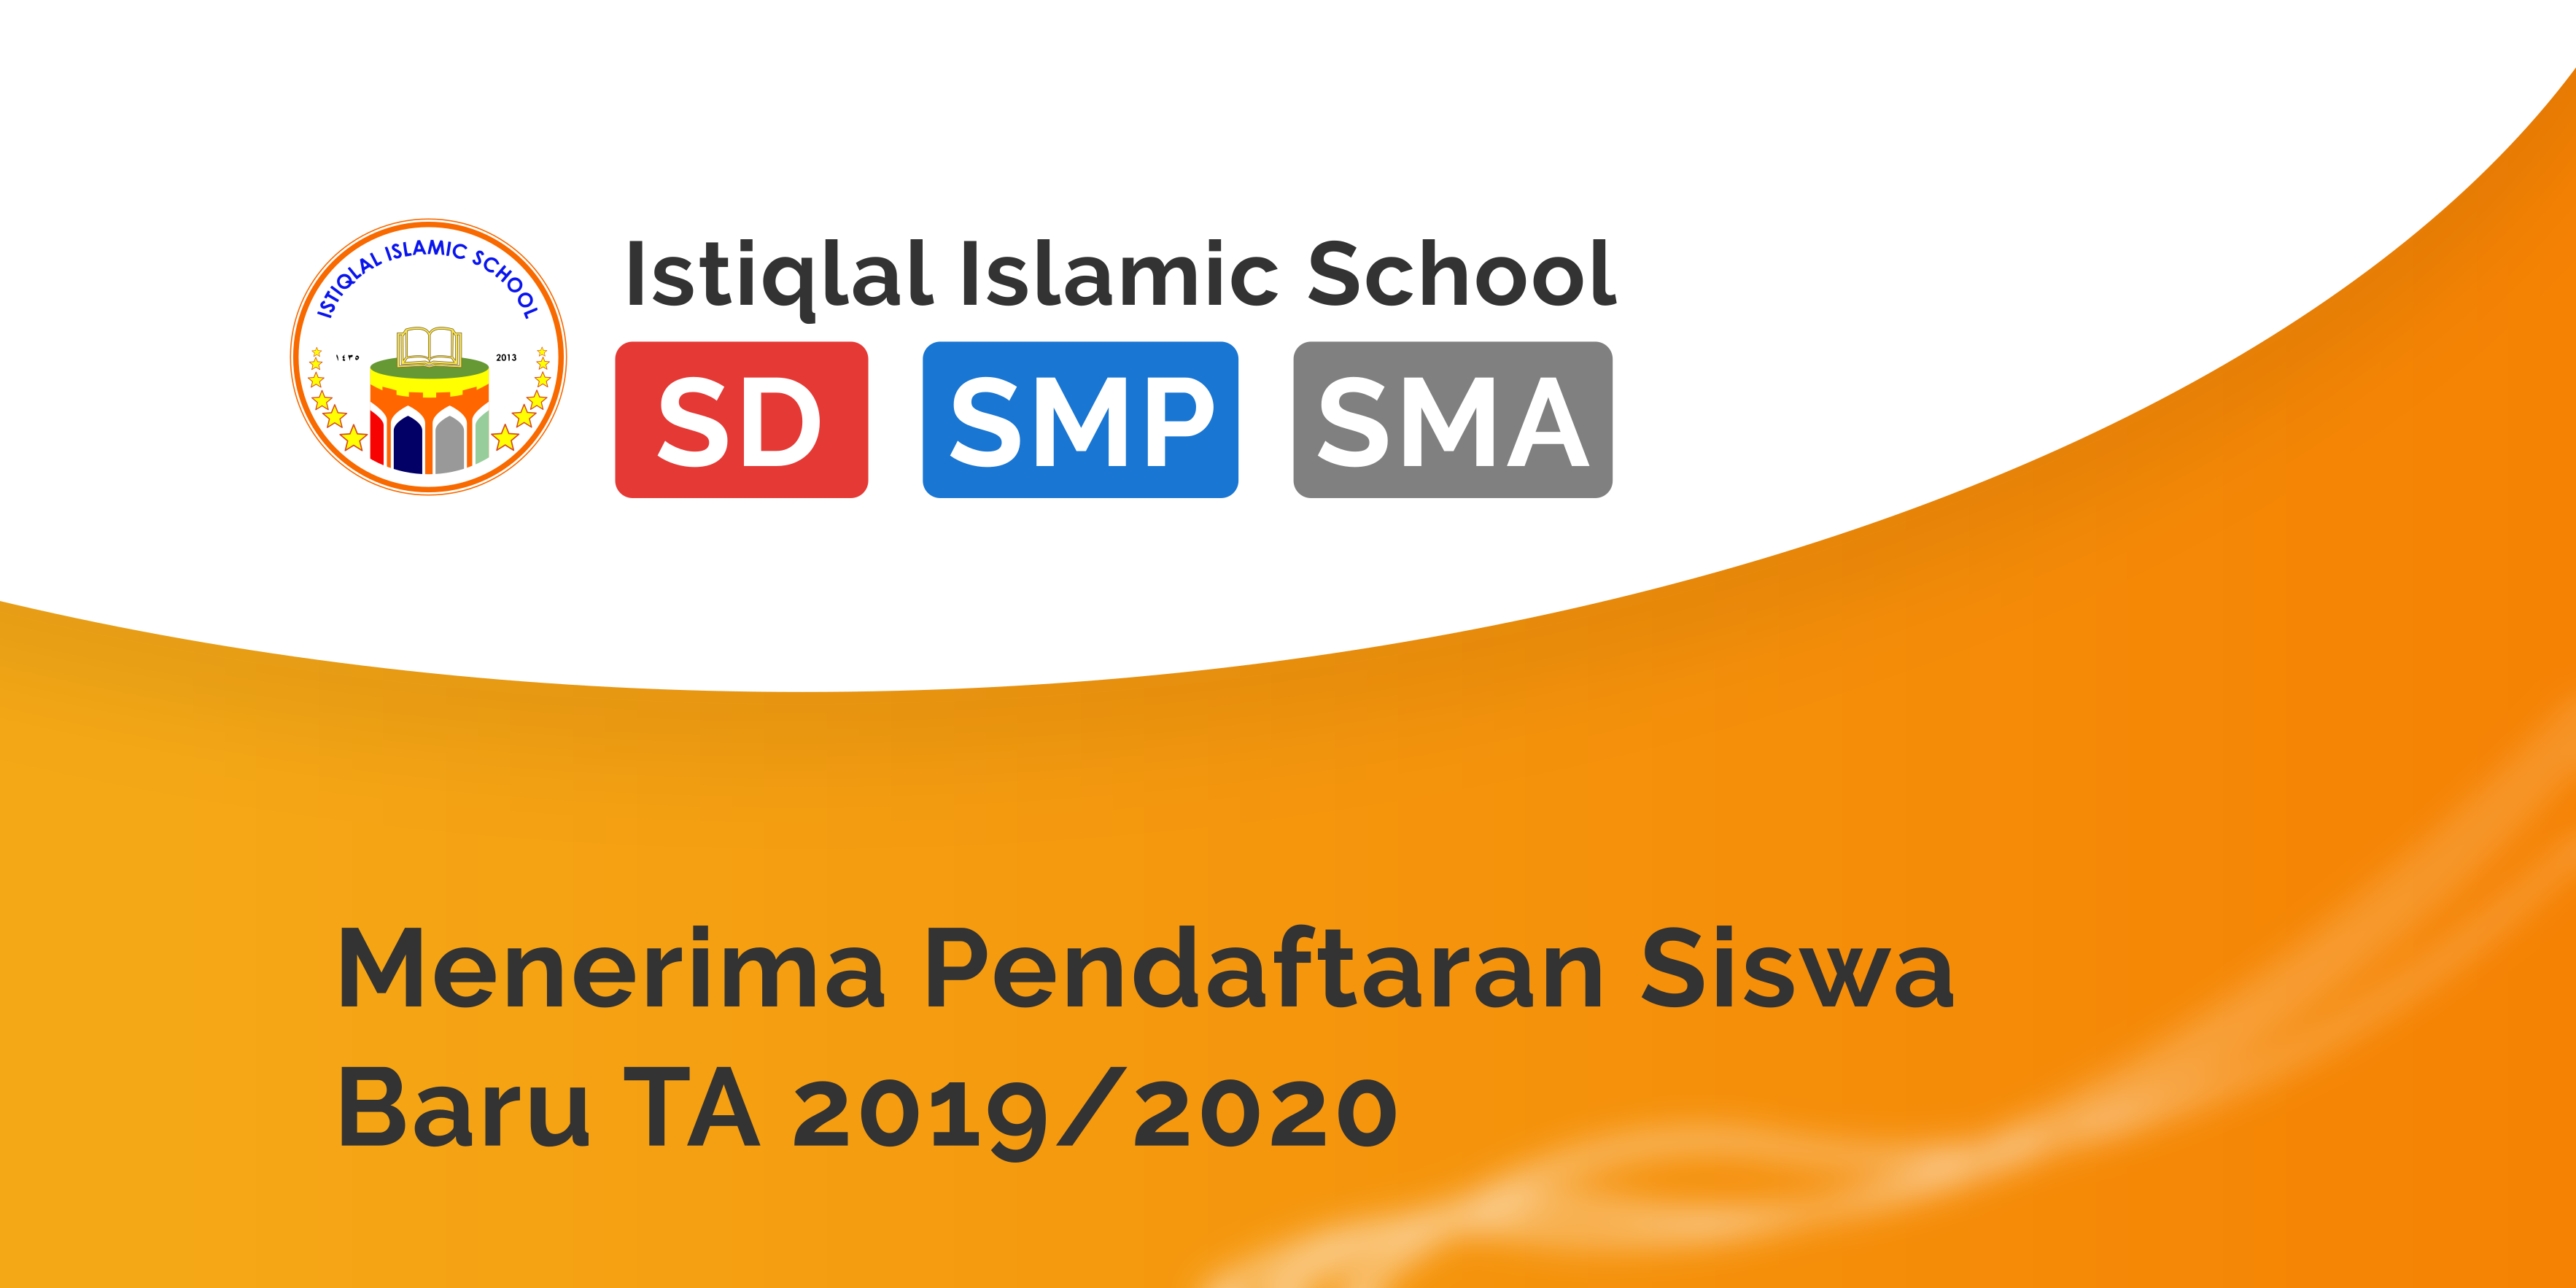 ISTIQLAL ISLAMIC SCHOOL
١٤٣٥
2013
Istiqlal Islamic School
SD SMP SMA
Menerima Pendaftaran Siswa
Baru TA 2019/2020